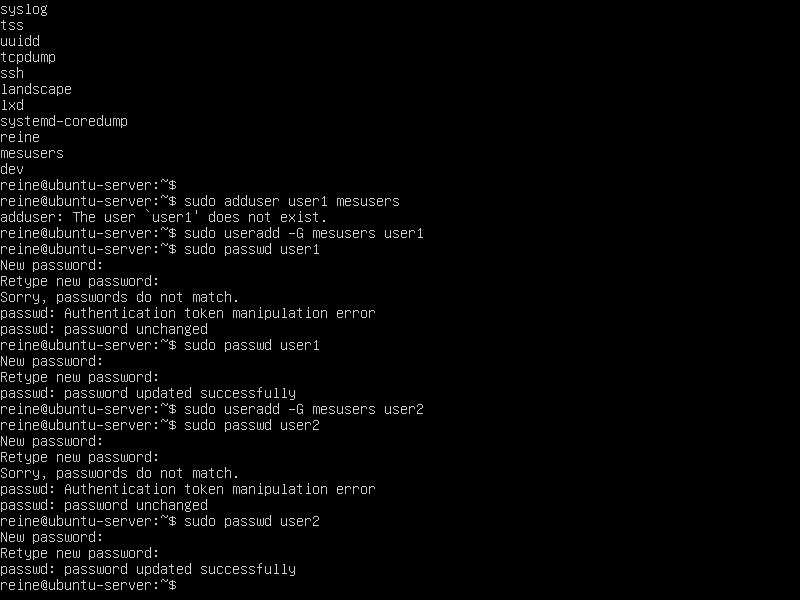 syslog
tss
uuidd
tcpdump
ssh
landscape
lxd
systemd-coredump
reine
mesusers
dev
reine@ubuntu-server:~$
reine@ubuntu-server:~$ sudo adduser user1 mesusers
adduser: The user `user1' does not exist.
reine@ubuntu-server:~$ sudo useradd -G mesusers user1
reine@ubuntu-server:~$ sudo passwd user1
New password:
Retype new password:
Sorry, passwords do not match.
passwd: Authentication token manipulation error
passwd: password unchanged
reine@ubuntu-server:~$ sudo passwd user1
New password:
Retype new password:
passwd: password updated successfully
reine@ubuntu-server:~$ sudo useradd -G mesusers user2
reine@ubuntu-server:~$ sudo passwd user2
New password:
Retype new password:
Sorry, passwords do not match.
passwd: Authentication token manipulation error
passwd: password unchanged
reine@ubuntu-server:~$ sudo passwd user2
New password:
Retype new password:
passwd: password updated successfully
reine@ubuntu-server:~$